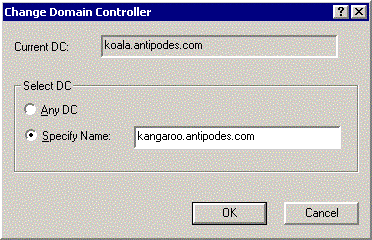 Change Domain Controller
Current DC: koala.antipodes.com
Select DC
Any DC
Specify Name: kangaroo.antipodes.com
OK Cancel